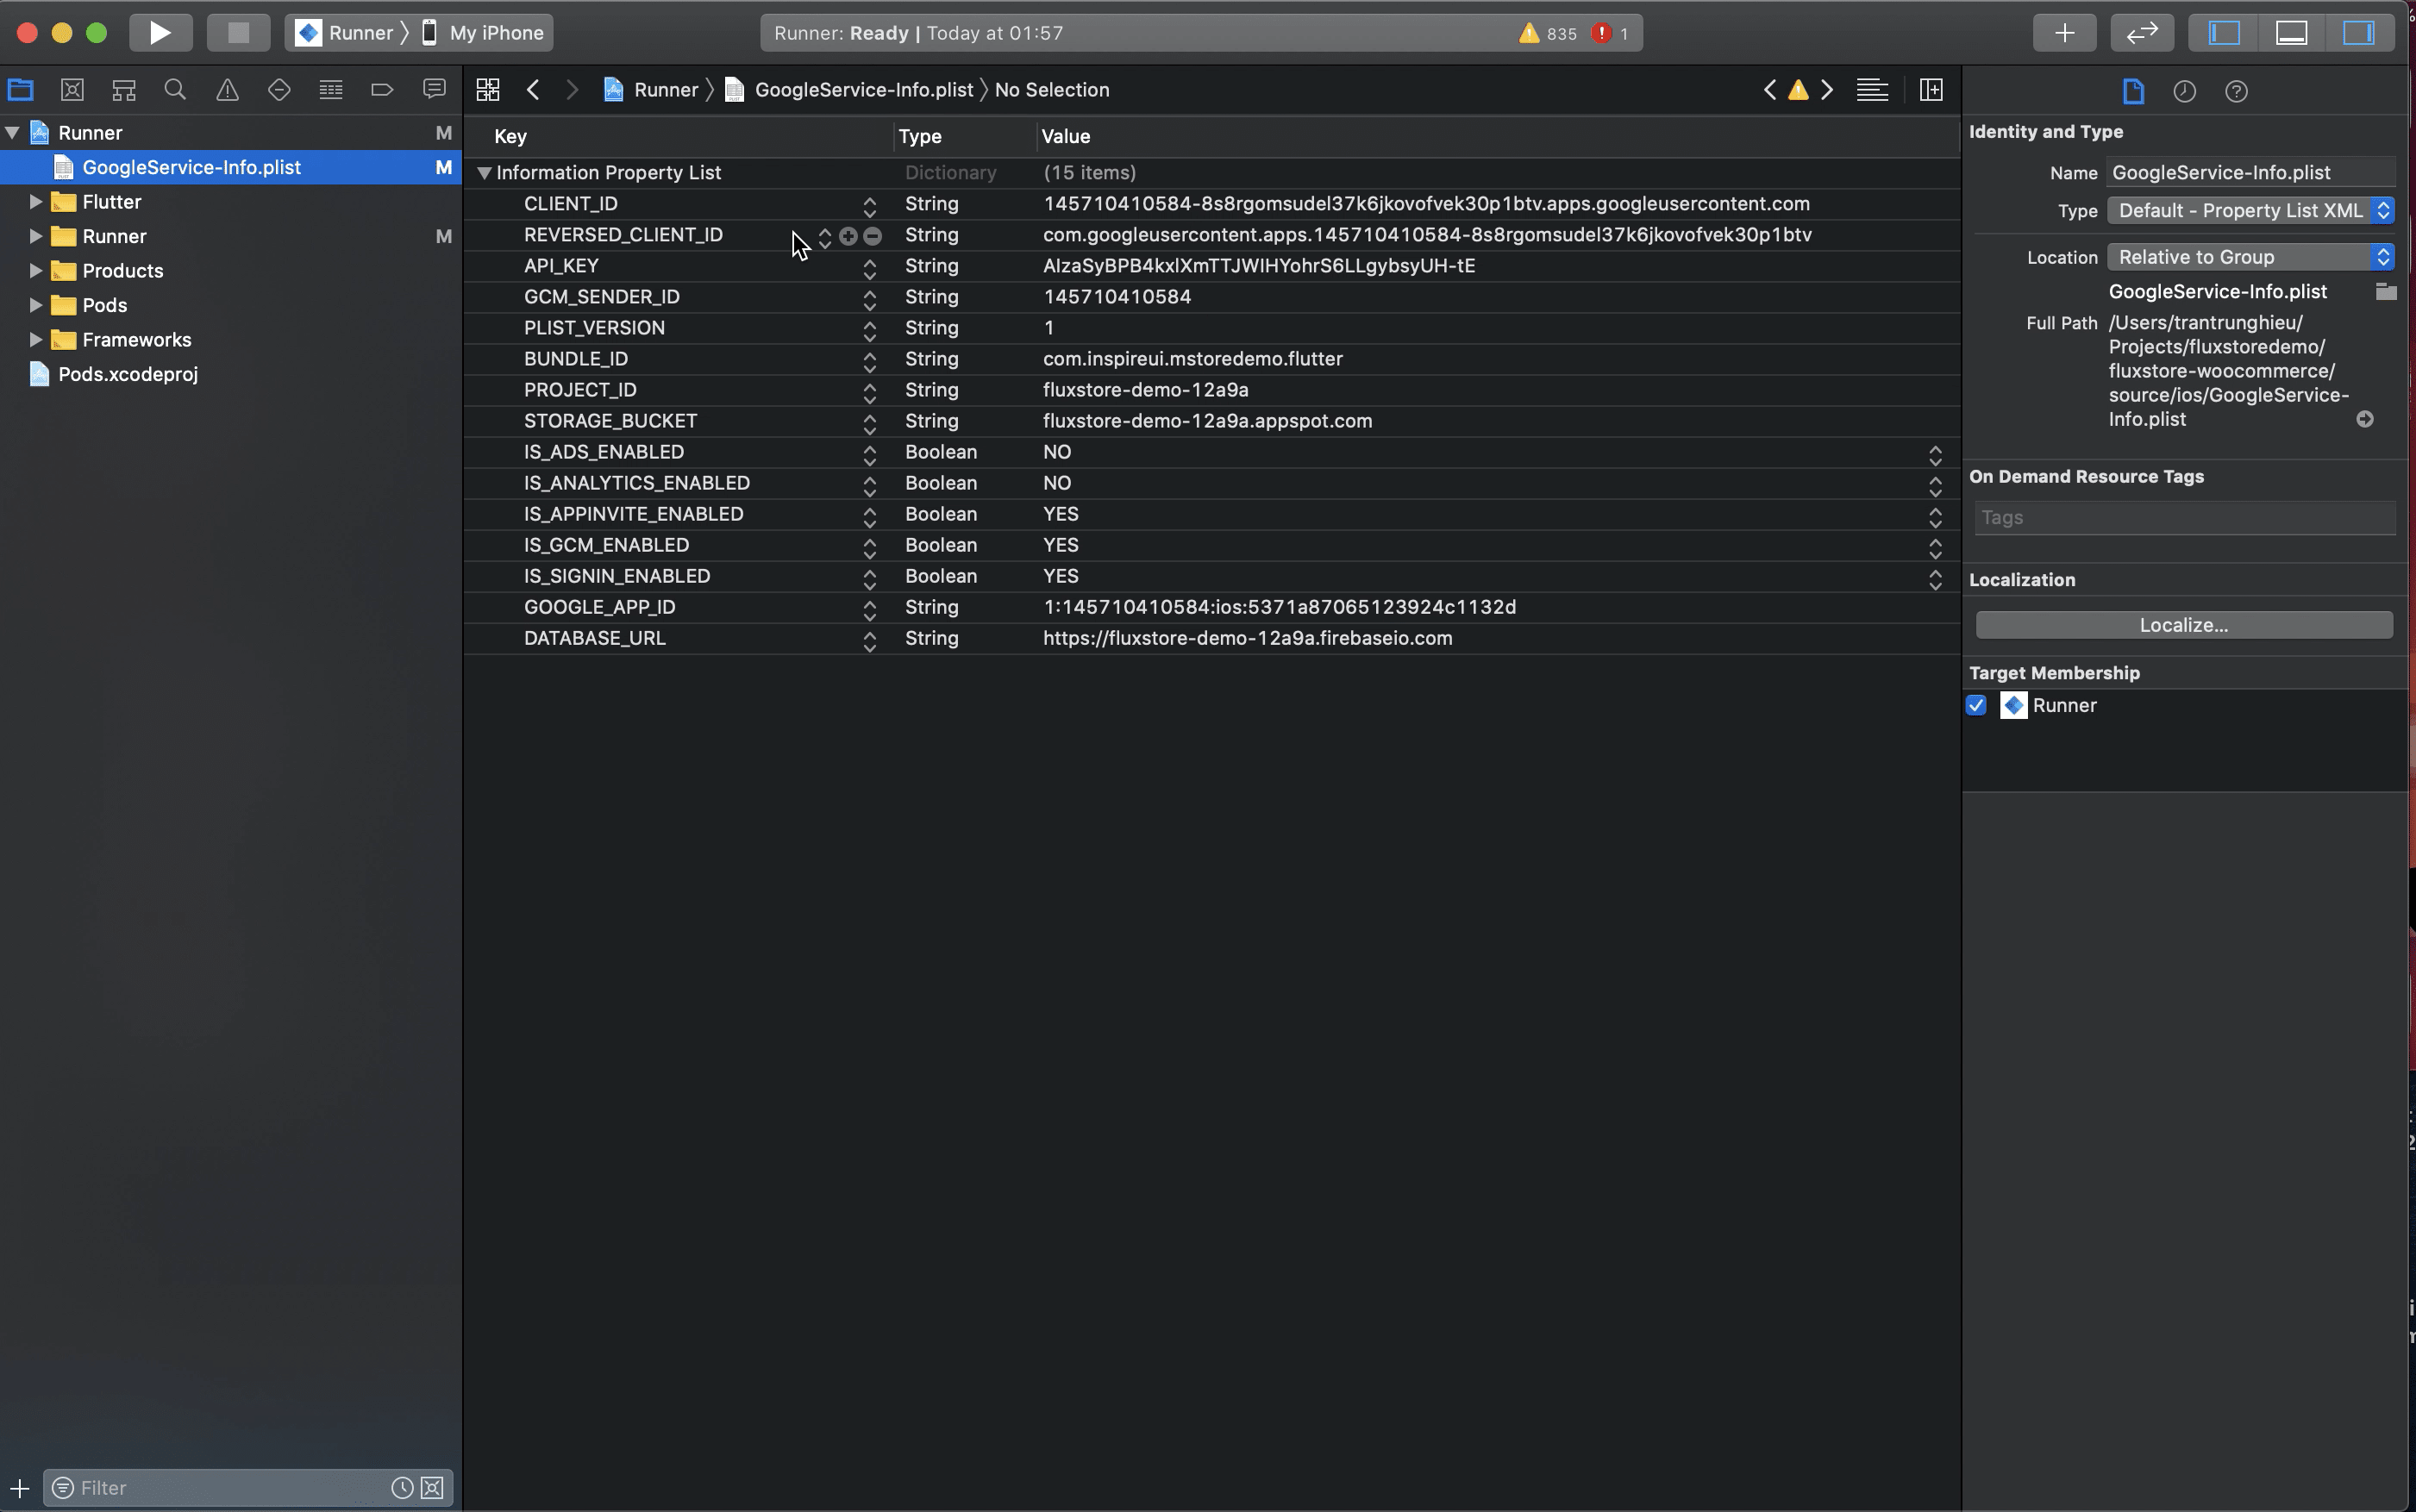 Runner
My iPhone
Runner: Ready | Today at 01:57
835
1
Runner
GoogleService-Info.plist
No Selection
Runner
M
GoogleService-Info.plist
M
Flutter
Runner
M
Products
Pods
Frameworks
Pods.xcodeproj
Filter
Key
Type
Value
Information Property List
Dictionary
(15 items)
CLIENT_ID
String
145710410584-8s8rgomsudel37k6jkovofvek30p1btv.apps.googleusercontent.com
REVERSED_CLIENT_ID
String
com.googleusercontent.apps.145710410584-8s8rgomsudel37k6jkovofvek30p1btv
API_KEY
String
AIzaSyBPB4kxlXmTTJWIHYohrS6LLgybsyUH-tE
GCM_SENDER_ID
String
145710410584
PLIST_VERSION
String
1
BUNDLE_ID
String
com.inspireui.mstoredemo.flutter
PROJECT_ID
String
fluxstore-demo-12a9a
STORAGE_BUCKET
String
fluxstore-demo-12a9a.appspot.com
IS_ADS_ENABLED
Boolean
NO
IS_ANALYTICS_ENABLED
Boolean
NO
IS_APPINVITE_ENABLED
Boolean
YES
IS_GCM_ENABLED
Boolean
YES
IS_SIGNIN_ENABLED
Boolean
YES
GOOGLE_APP_ID
String
1:145710410584:ios:5371a87065123924c1132d
DATABASE_URL
String
https://fluxstore-demo-12a9a.firebaseio.com
Identity and Type
Name
GoogleService-Info.plist
Type
Default - Property List XML
Location
Relative to Group
GoogleService-Info.plist
Full Path
/Users/trantrunghieu/
Projects/fluxstoredemo/
fluxstore-woocommerce/
source/ios/GoogleService-
Info.plist
On Demand Resource Tags
Tags
Localization
Localize...
Target Membership
Runner